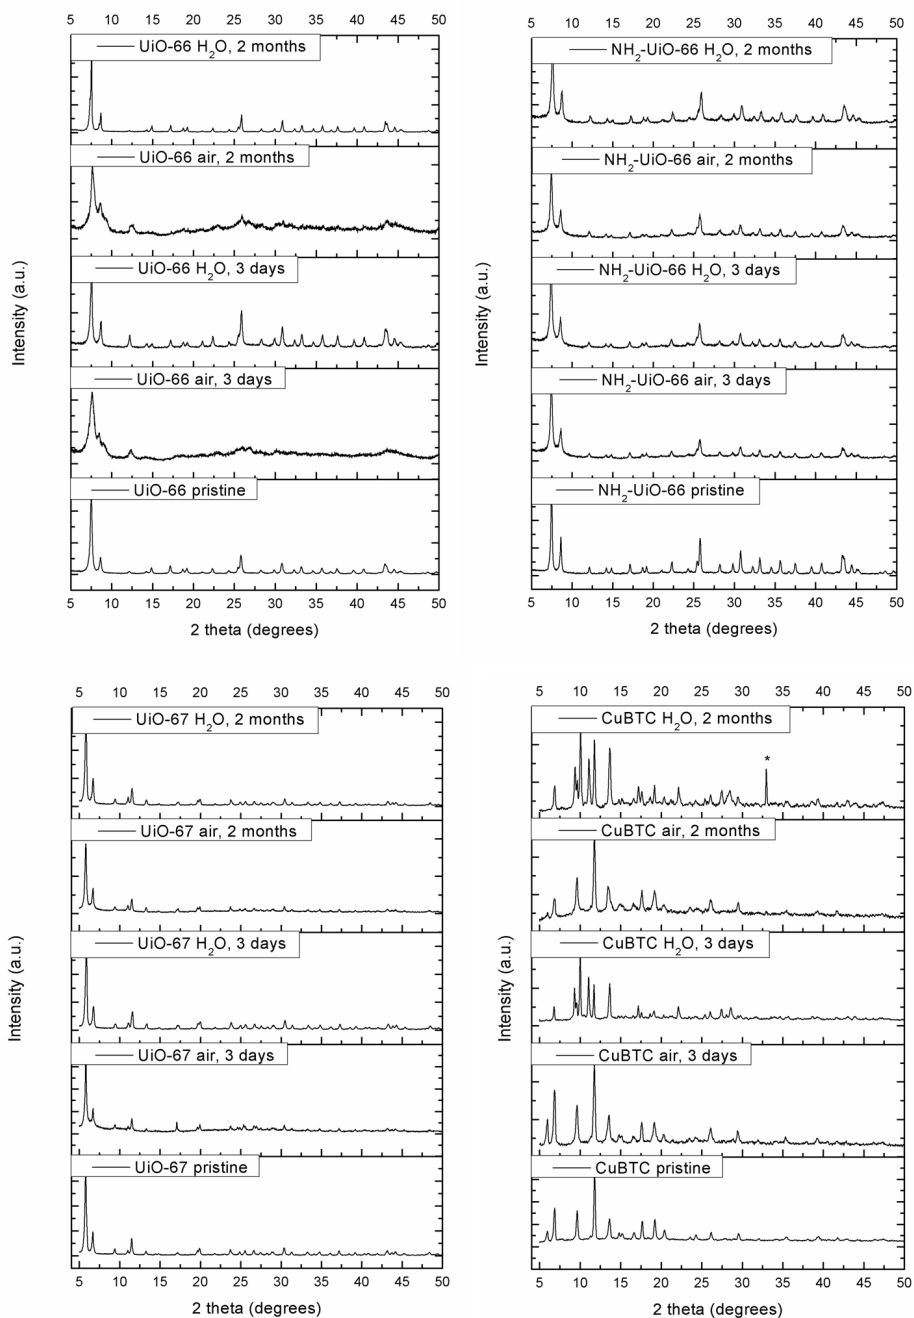 5 10 15 20 25 30 35 40 45 50
UiO-66 H₂O, 2 months
UiO-66 air, 2 months
UiO-66 H₂O, 3 days
UiO-66 air, 3 days
UiO-66 pristine
Intensity (a.u.)
5 10 15 20 25 30 35 40 45 50
2 theta (degrees)
5 10 15 20 25 30 35 40 45 50
NH₂-UiO-66 H₂O, 2 months
NH₂-UiO-66 air, 2 months
NH₂-UiO-66 H₂O, 3 days
NH₂-UiO-66 air, 3 days
NH₂-UiO-66 pristine
Intensity (a.u.)
5 10 15 20 25 30 35 40 45 50
2 theta (degrees)
5 10 15 20 25 30 35 40 45 50
UiO-67 H₂O, 2 months
UiO-67 air, 2 months
UiO-67 H₂O, 3 days
UiO-67 air, 3 days
UiO-67 pristine
Intensity (a.u.)
5 10 15 20 25 30 35 40 45 50
2 theta (degrees)
5 10 15 20 25 30 35 40 45 50
CuBTC H₂O, 2 months
*
CuBTC air, 2 months
CuBTC H₂O, 3 days
CuBTC air, 3 days
CuBTC pristine
Intensity (a.u.)
5 10 15 20 25 30 35 40 45 50
2 theta (degrees)